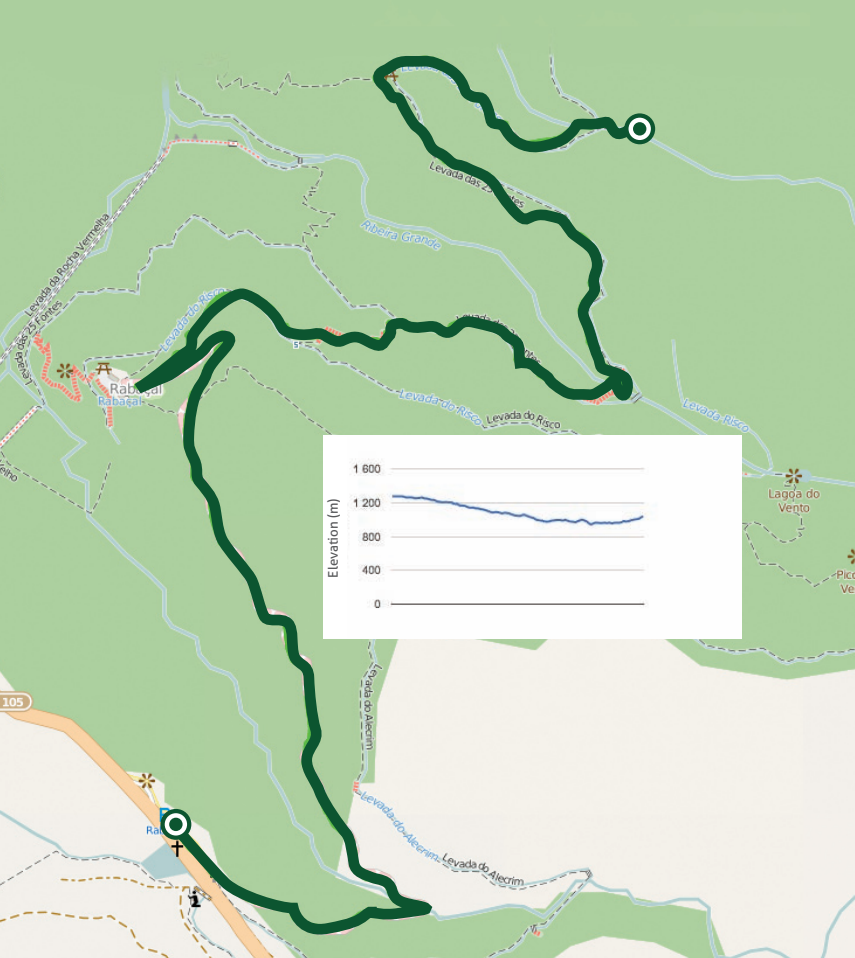 Levada das 25 Fontes
Ribeira Grande
Levada da Rocha Vermelha
Levada das 25 Fontes
Levada do Risco
5
Rabaçal
Rabaçal
Levada do Risco
Levada do Risco
Levada Risco
Lagoa do
Vento
1 600
1 200
800
400
0
Elevation (m)
Levada do Alecrim
105
Levada do Alecrim
Levada do Alecrim